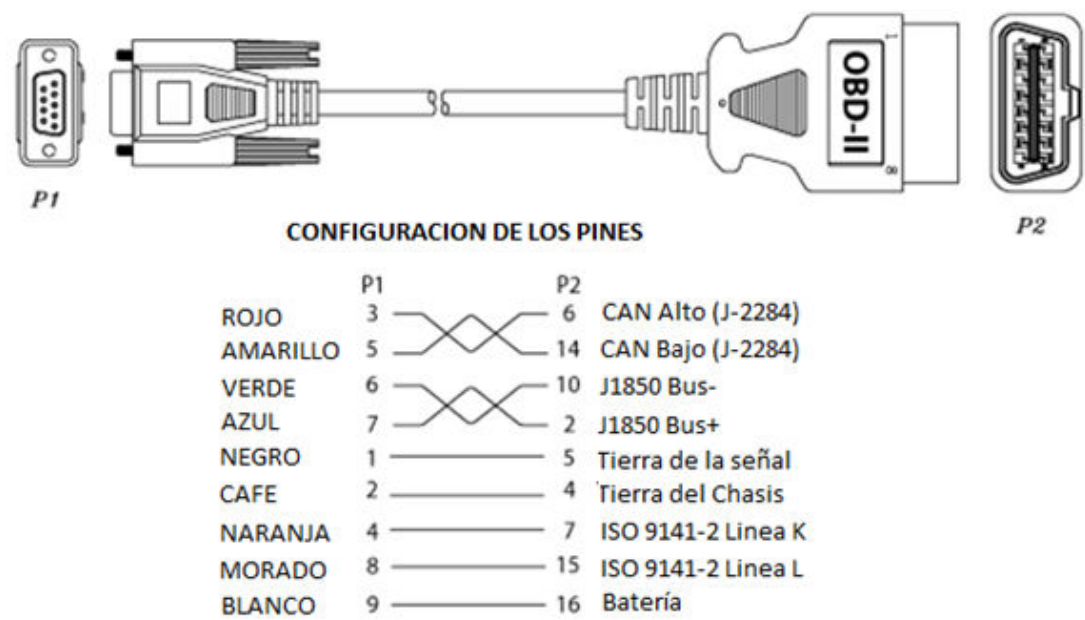 1
OBD-II
8
P1
P2
CONFIGURACION DE LOS PINES
P1 P2
ROJO 3 6 CAN Alto (J-2284)
AMARILLO 5 14 CAN Bajo (J-2284)
VERDE 6 10 J1850 Bus-
AZUL 7 2 J1850 Bus+
NEGRO 1 5 Tierra de la señal
CAFE 2 4 Tierra del Chasis
NARANJA 4 7 ISO 9141-2 Linea K
MORADO 8 15 ISO 9141-2 Linea L
BLANCO 9 16 Batería